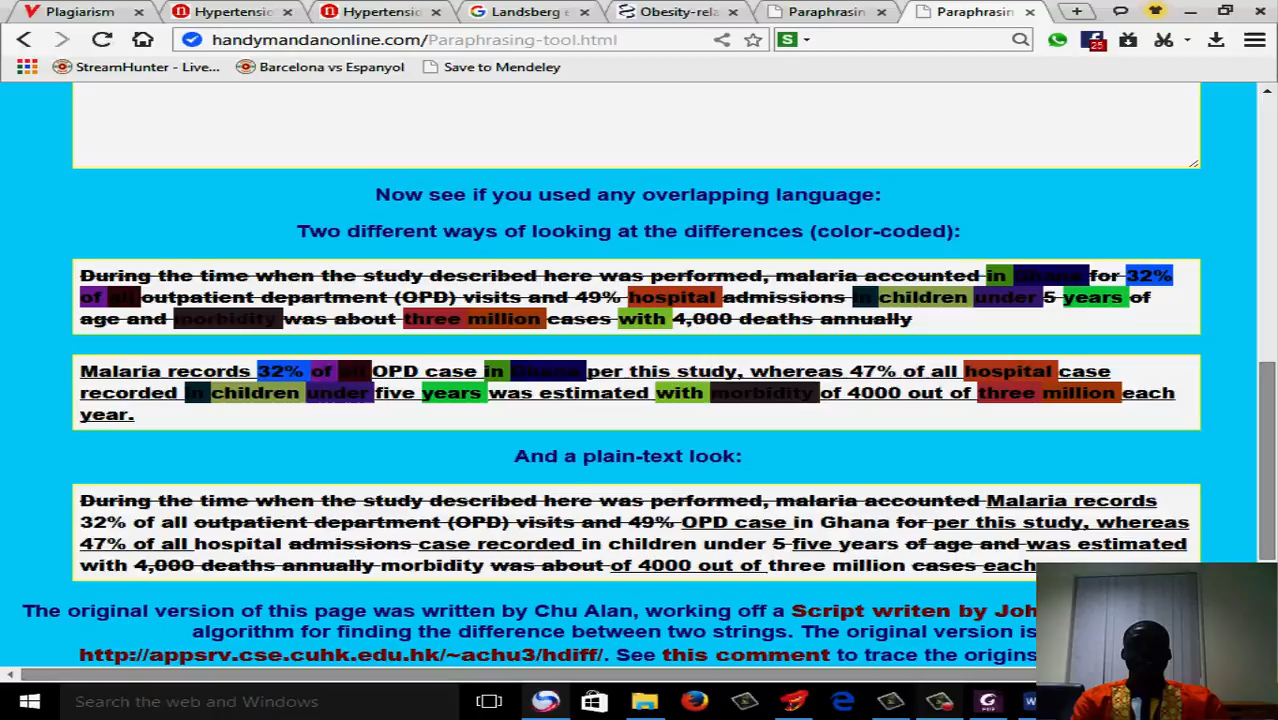 Plagiarism
Hypertensio
Hypertensi
Landsberg e
Obesity-rela
Paraphrasin
Paraphrasin
handymandanonline.com/Paraphrasing-tool.html
S
25
StreamHunter - Live...
Barcelona vs Espanyol
Save to Mendeley
Now see if you used any overlapping language:
Two different ways of looking at the differences (color-coded):
During the time when the study described here was performed, malaria accounted in Ghana for 32%
of all outpatient department (OPD) visits and 49% hospital admissions in children under 5 years of
age and morbidity was about three million cases with 4,000 deaths annually
Malaria records 32% of all OPD case in Ghana per this study, whereas 47% of all hospital case
recorded in children under five years was estimated with morbidity of 4000 out of three million each
year.
And a plain-text look:
During the time when the study described here was performed, malaria accounted Malaria records
32% of all outpatient department (OPD) visits and 49% OPD case in Ghana for per this study, whereas
47% of all hospital admissions case recorded in children under 5 five years of age and was estimated
with 4,000 deaths annually morbidity was about of 4000 out of three million cases each
The original version of this page was written by Chu Alan, working off a Script writen by Joh
algorithm for finding the difference between two strings. The original version is
http://appsrv.cse.cuhk.edu.hk/~achu3/hdiff/. See this comment to trace the origins
Search the web and Windows